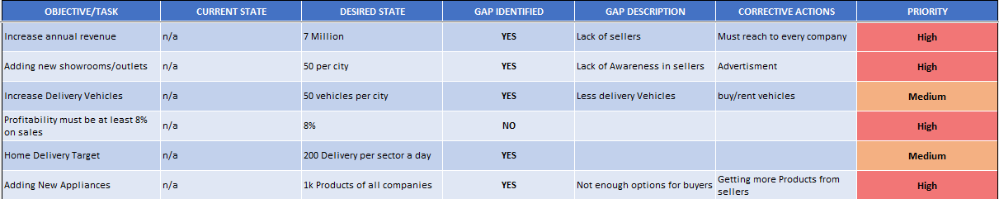 OBJECTIVE/TASK CURRENT STATE DESIRED STATE GAP IDENTIFIED GAP DESCRIPTION CORRECTIVE ACTIONS PRIORITY
Increase annual revenue n/a 7 Million YES Lack of sellers Must reach to every company High
Adding new showrooms/outlets n/a 50 per city YES Lack of Awareness in sellers Advertisment High
Increase Delivery Vehicles n/a 50 vehicles per city YES Less delivery Vehicles buy/rent vehicles Medium
Profitability must be at least 8%
on sales n/a 8% NO High
Home Delivery Target n/a 200 Delivery per sector a day YES Medium
Adding New Appliances n/a 1k Products of all companies YES Not enough options for buyers Getting more Products from
sellers High